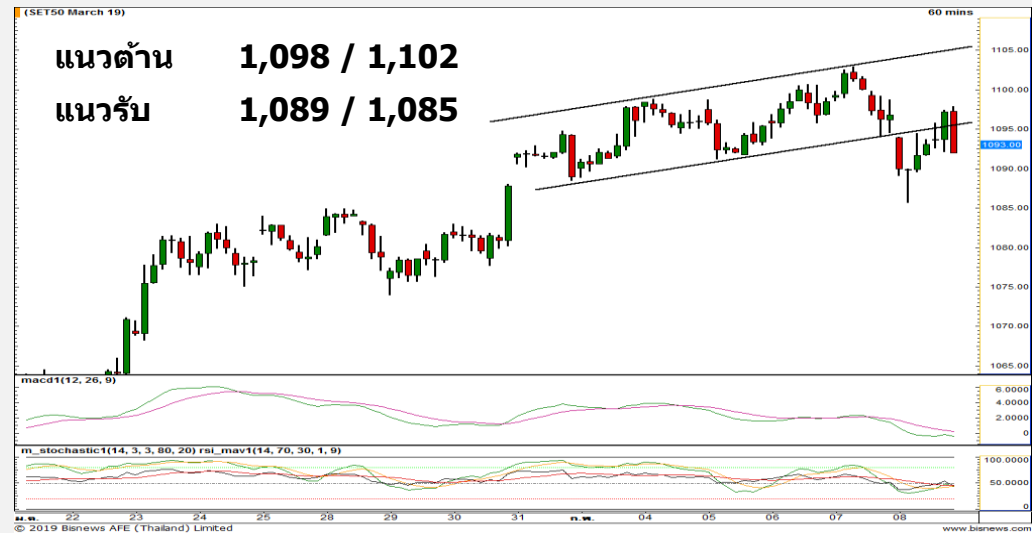 (SET50 March 19) 60 mins
แนวต้าน 1,098 / 1,102
แนวรับ 1,089 / 1,085
1105.00
1100.00
1095.00
1093.00
1090.00
1085.00
1080.00
1075.00
1070.00
1065.00
macd1(12, 26, 9)
6.0000
4.0000
2.0000
0
m_stochastic1(14, 3, 3, 80, 20) rsi_mav1(14, 70, 30, 1, 9)
100.0000
50.0000
0
ม.ค. 22 23 24 25 28 29 30 31 ก.พ. 04 05 06 07 08
© 2019 Bisnews AFE (Thailand) Limited www.bisnews.com